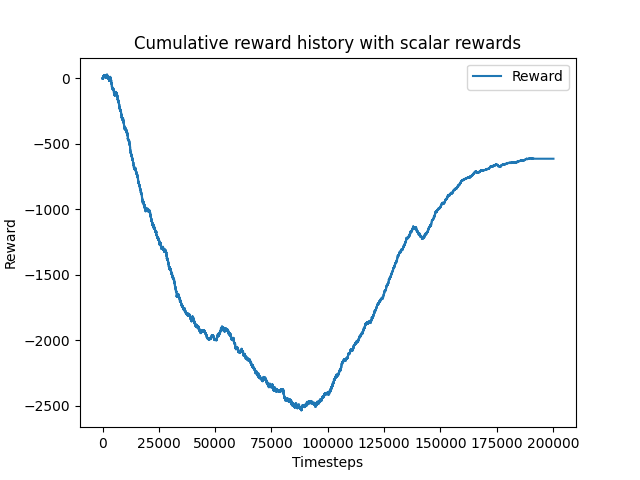 Cumulative reward history with scalar rewards
Reward
0
−500
−1000
−1500
−2000
−2500
Reward
0 25000 50000 75000 100000 125000 150000 175000 200000
Timesteps